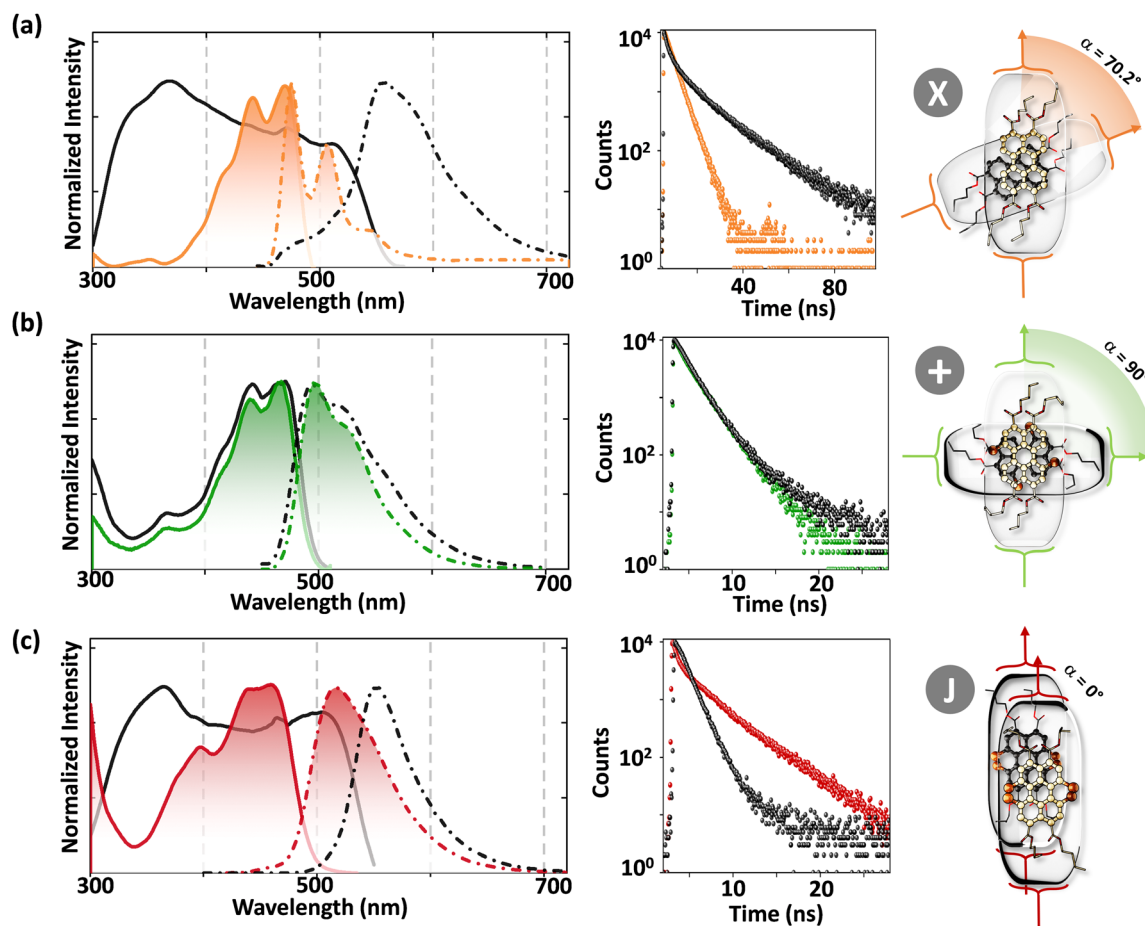 (a)
Normalized Intensity
300
500
700
Wavelength (nm)
Counts
10⁴
10²
10⁰
40
80
Time (ns)
X
α = 70.2°
(b)
Normalized Intensity
300
500
700
Wavelength (nm)
Counts
10⁴
10²
10⁰
10
20
Time (ns)
+
α = 90
(c)
Normalized Intensity
300
500
700
Wavelength (nm)
Counts
10⁴
10²
10⁰
10
20
Time (ns)
J
α = 0°